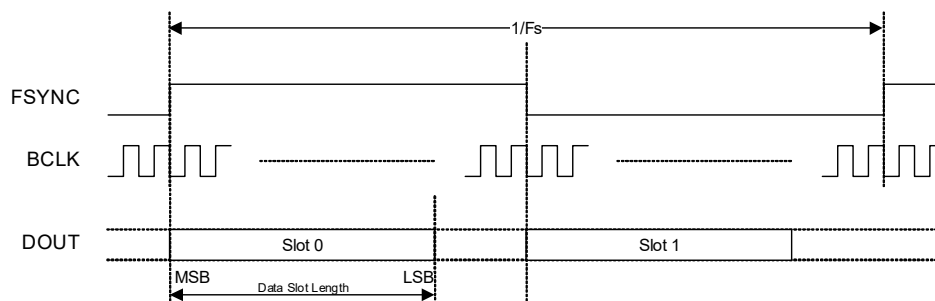 1/Fs
FSYNC
BCLK
DOUT
Slot 0
Slot 1
MSB
LSB
Data Slot Length